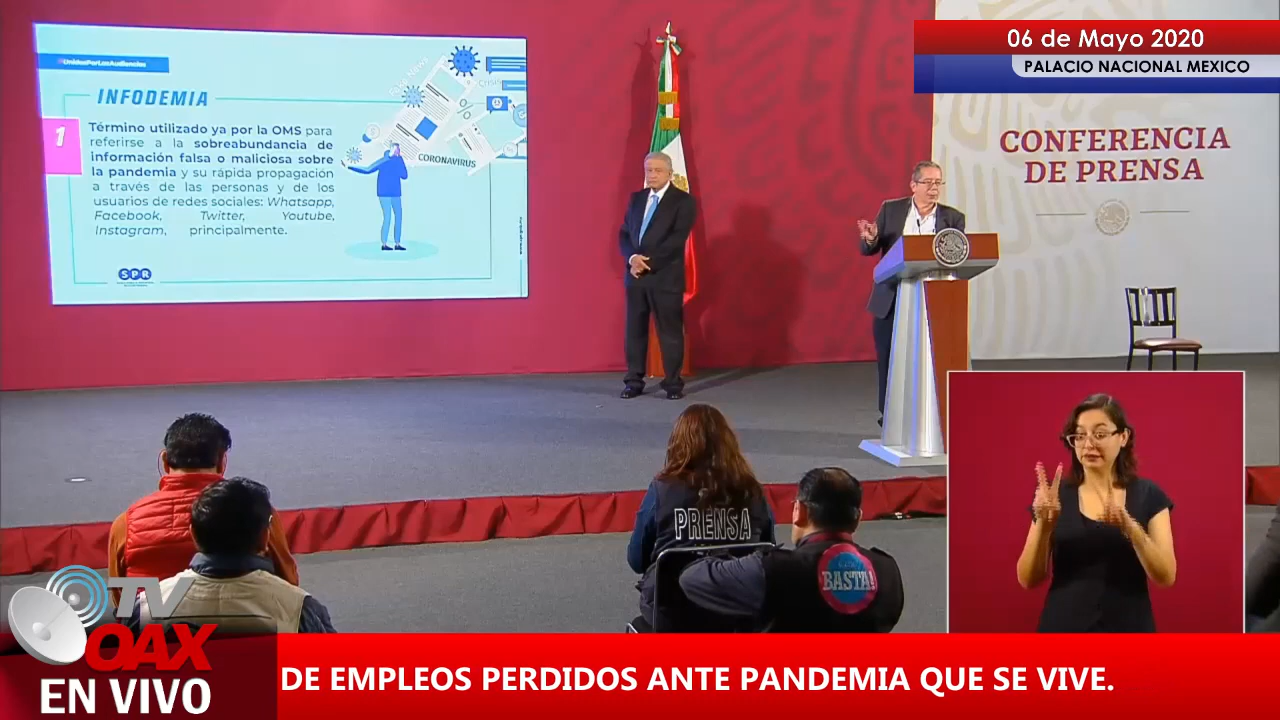 06 de Mayo 2020
PALACIO NACIONAL MEXICO
#UnidosPorLasAudiencias
INFODEMIA
1
Término utilizado ya por la OMS para
referirse a la sobreabundancia de
información falsa o maliciosa sobre
la pandemia y su rápida propagación
a través de las personas y de los
usuarios de redes sociales: Whatsapp,
Facebook, Twitter, Youtube,
Instagram, principalmente.
CORONAVIRUS
CRISIS
SPR
CONFERENCIA
DE PRENSA
PRENSA
BASTA!
TV
OAX
EN VIVO
DE EMPLEOS PERDIDOS ANTE PANDEMIA QUE SE VIVE.